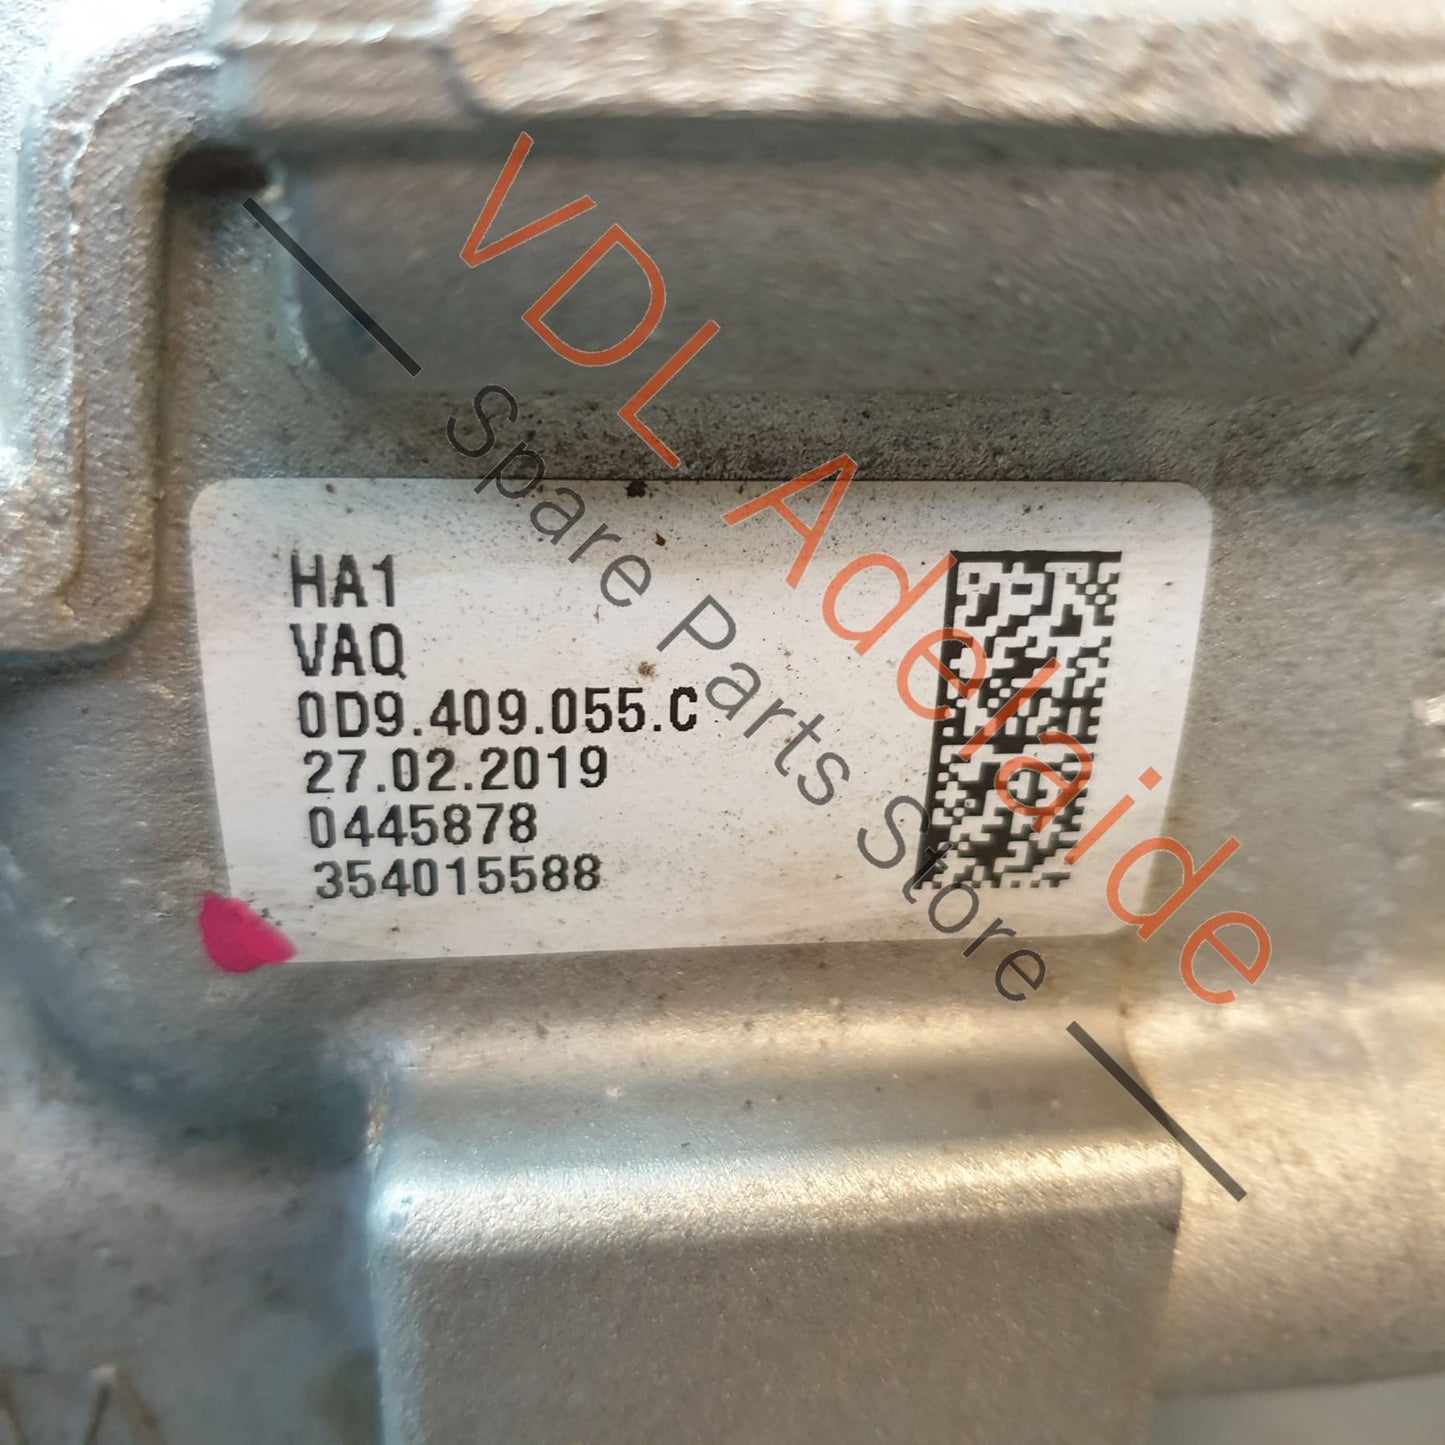 HA1
VAQ
0D9.409.055.C
27.02.2019
0445878
354015588
VDL Adelaide
Spare Parts Store